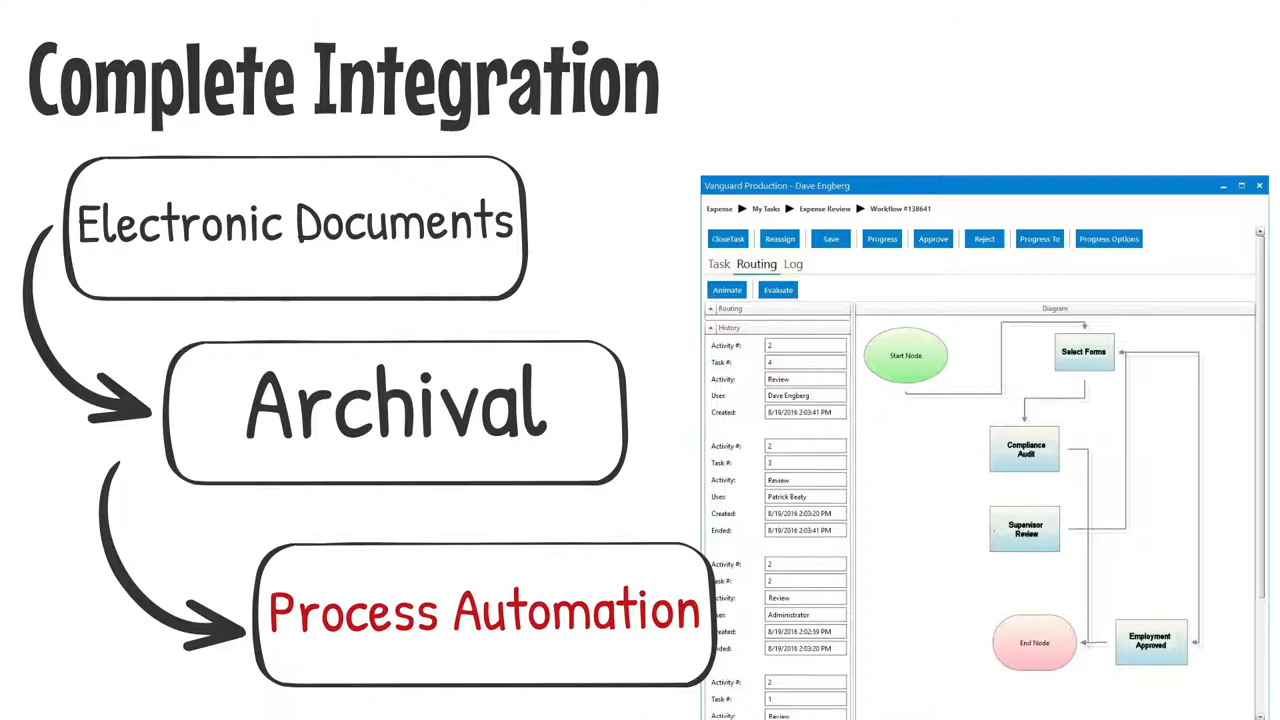 Complete Integration
Electronic Documents
Archival
Process Automation
Vanguard Production - Dave Engberg
Expense ▶ My Tasks ▶ Expense Review ▶ Workflow #138641
CloseTask Reassign Save Progress Approve Reject Progress To Progress Options
Task Routing Log
Animate Evaluate
Routing
History
Activity #: 2
Task #: 4
Activity: Review
User: Dave Engberg
Created: 8/19/2016 2:03:41 PM
Activity #: 2
Task #: 3
Activity: Review
User: Patrick Beaty
Created: 8/19/2016 2:03:20 PM
Ended: 8/19/2016 2:03:41 PM
Activity #: 2
Task #: 2
Activity: Review
User: Administrator
Created: 8/19/2016 2:02:59 PM
Ended: 8/19/2016 2:03:20 PM
Activity #: 2
Task #: 1
Activity: Review
Diagram
Start Node
Select Forms
Compliance
Audit
Supervisor
Review
End Node
Employment
Approved